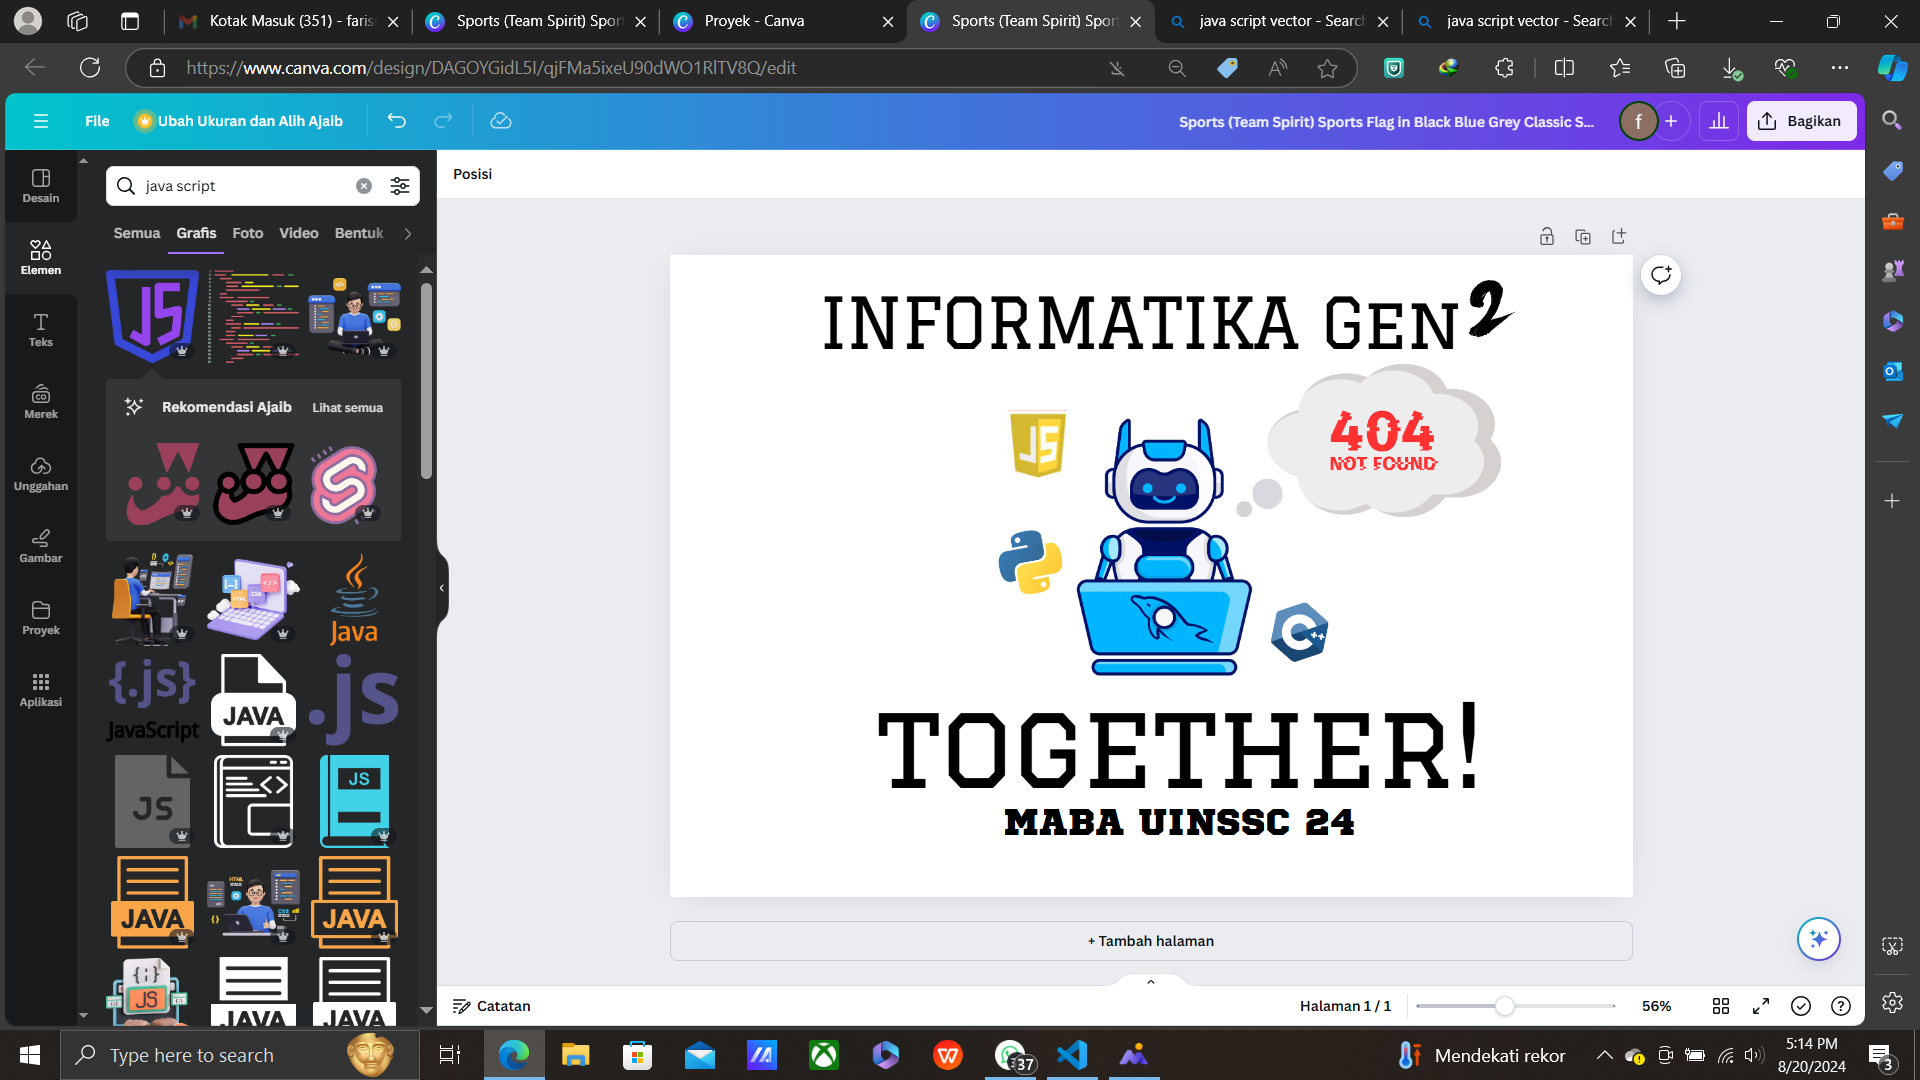 Kotak Masuk (351) - faris
Sports (Team Spirit) Spor
Proyek - Canva
Sports (Team Spirit) Spor
java script vector - Searc
java script vector - Search
https://www.canva.com/design/DAGOYGidL5I/qjFMa5ixeU90dWO1RlTV8Q/edit
File
Ubah Ukuran dan Alih Ajaib
Sports (Team Spirit) Sports Flag in Black Blue Grey Classic S...
f
Bagikan
Desain
Elemen
Teks
Merek
Unggahan
Gambar
Proyek
Aplikasi
java script
Semua
Grafis
Foto
Video
Bentuk
Posisi
JS
Rekomendasi Ajaib
Lihat semua
Java
{.js}
JavaScript
JAVA
.js
JS
JS
JAVA
HTML
CSS
JAVA
JS
JAVA
JAVA
INFORMATIKA GEN 2
404
NOT FOUND
JS
C++
TOGETHER!
MABA UINSSC 24
+ Tambah halaman
Catatan
Halaman 1 / 1
56%
Type here to search
37
Mendekati rekor
5:14 PM
8/20/2024
3